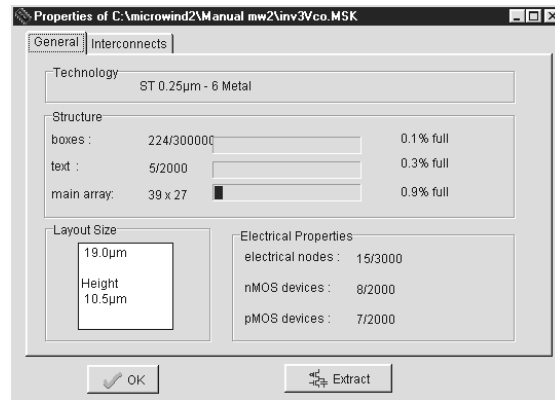 Properties of C:\microwind2\Manual mw2\inv3Vco.MSK
General Interconnects
Technology
ST 0.25µm - 6 Metal
Structure
boxes : 224/300000 0.1% full
text : 5/2000 0.3% full
main array: 39 x 27 0.9% full
Layout Size
19.0µm
Height
10.5µm
Electrical Properties
electrical nodes : 15/3000
nMOS devices : 8/2000
pMOS devices : 7/2000
OK
Extract